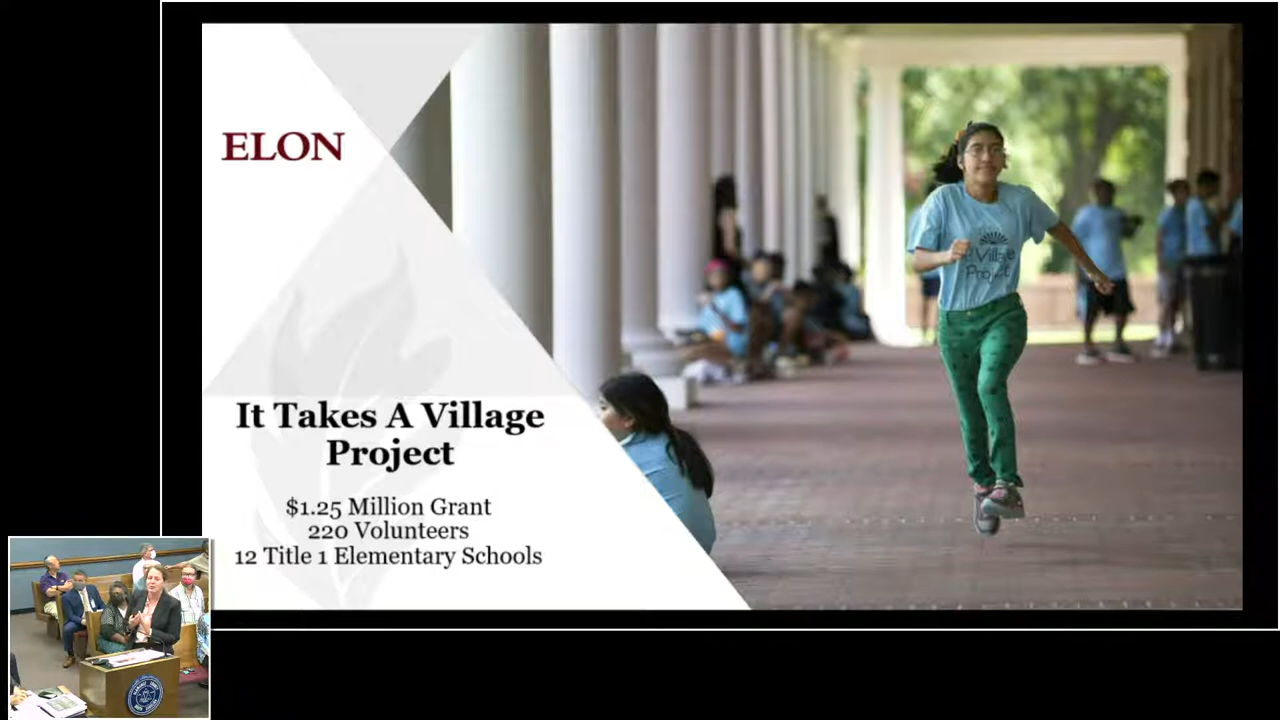 ELON
It Takes A Village
Project
$1.25 Million Grant
220 Volunteers
12 Title 1 Elementary Schools
Village
Project